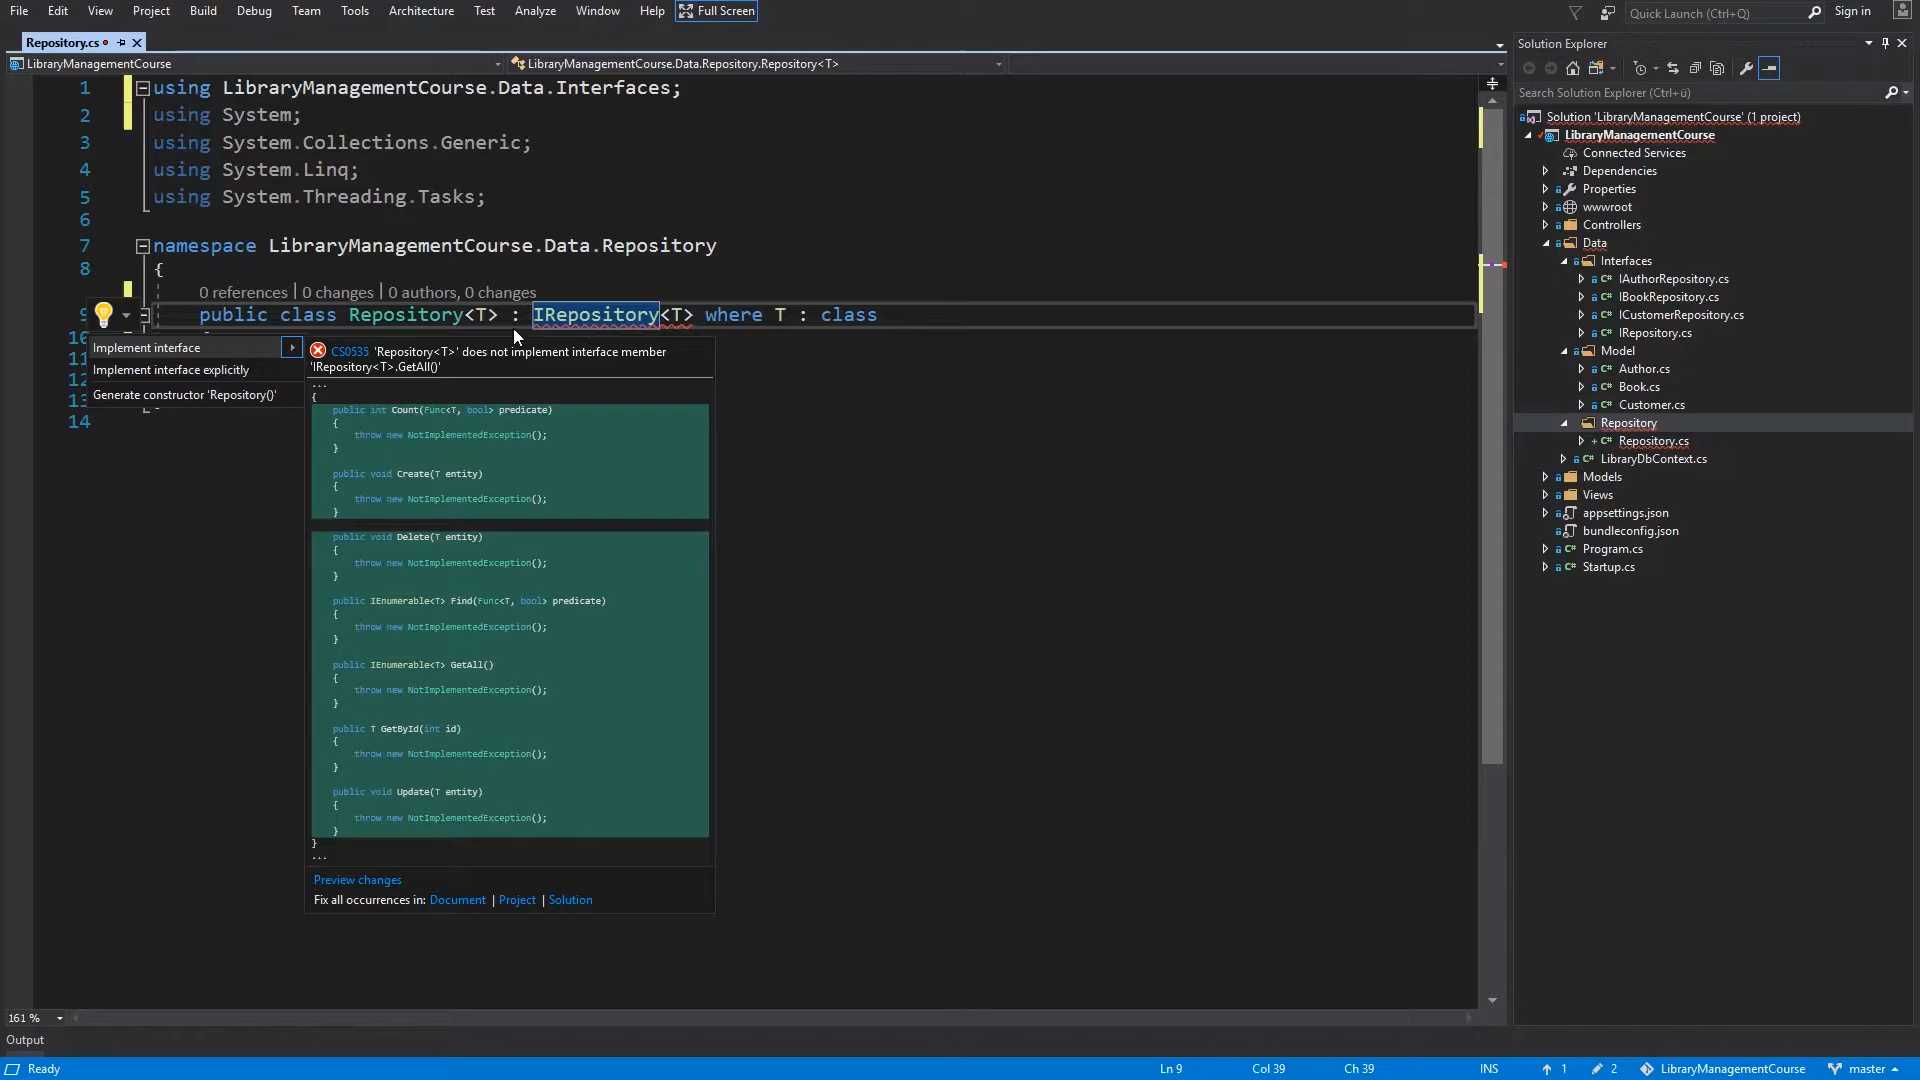 File Edit View Project Build Debug Team Tools Architecture Test Analyze Window Help Full Screen Quick Launch (Ctrl+Q) Sign in
Repository.cs
LibraryManagementCourse LibraryManagementCourse.Data.Repository.Repository<T>
1 using LibraryManagementCourse.Data.Interfaces;
2 using System;
3 using System.Collections.Generic;
4 using System.Linq;
5 using System.Threading.Tasks;
6
7 namespace LibraryManagementCourse.Data.Repository
8 {
0 references | 0 changes | 0 authors, 0 changes
9 public class Repository<T> : IRepository<T> where T : class
10
11
12
13
14
Implement interface
Implement interface explicitly
Generate constructor 'Repository()'
CS0535 'Repository<T>' does not implement interface member
'IRepository<T>.GetAll()'
...
{
public int Count(Func<T, bool> predicate)
{
throw new NotImplementedException();
}
public void Create(T entity)
{
throw new NotImplementedException();
}
public void Delete(T entity)
{
throw new NotImplementedException();
}
public IEnumerable<T> Find(Func<T, bool> predicate)
{
throw new NotImplementedException();
}
public IEnumerable<T> GetAll()
{
throw new NotImplementedException();
}
public T GetById(int id)
{
throw new NotImplementedException();
}
public void Update(T entity)
{
throw new NotImplementedException();
}
}
...
Preview changes
Fix all occurrences in: Document | Project | Solution
Solution Explorer
Search Solution Explorer (Ctrl+ü)
Solution 'LibraryManagementCourse' (1 project)
LibraryManagementCourse
Connected Services
Dependencies
Properties
wwwroot
Controllers
Data
Interfaces
IAuthorRepository.cs
IBookRepository.cs
ICustomerRepository.cs
IRepository.cs
Model
Author.cs
Book.cs
Customer.cs
Repository
Repository.cs
LibraryDbContext.cs
Models
Views
appsettings.json
bundleconfig.json
Program.cs
Startup.cs
161 %
Output
Ready Ln 9 Col 39 Ch 39 INS 1 2 LibraryManagementCourse master